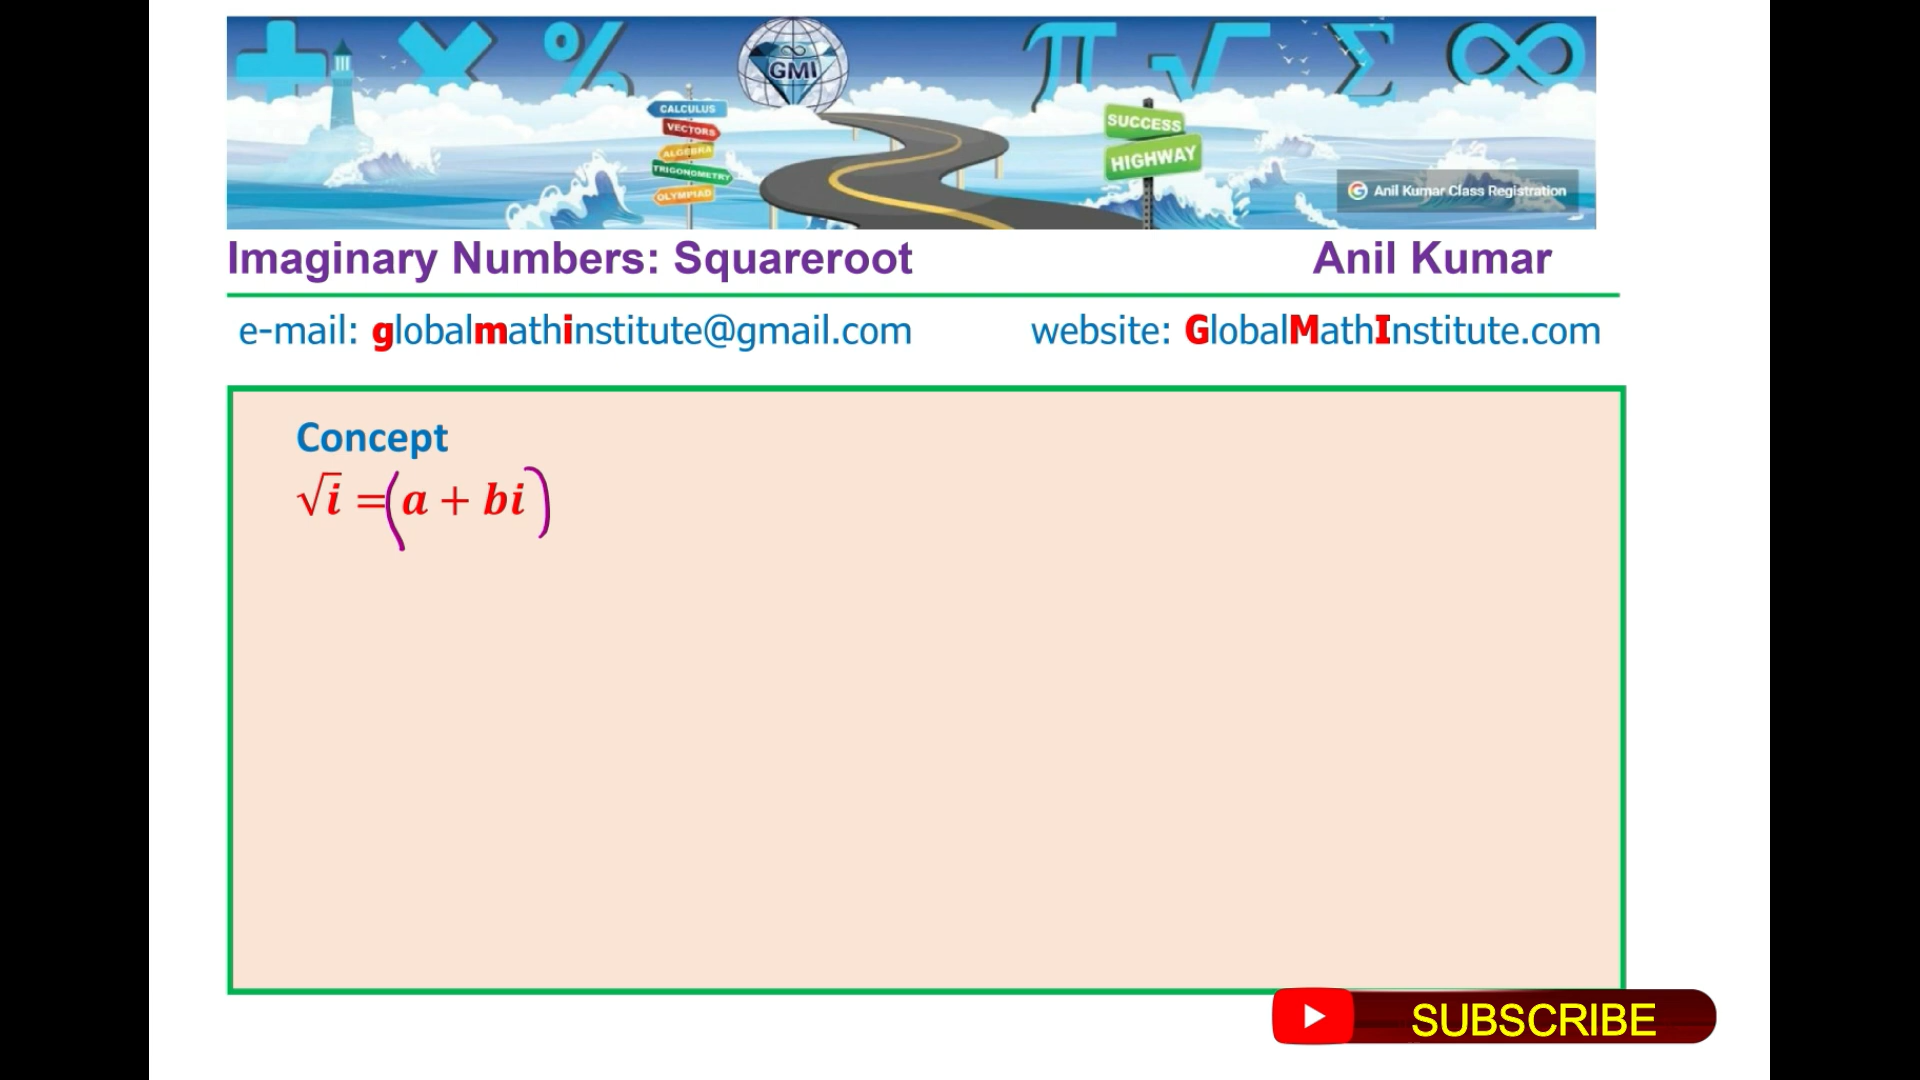 GMI
CALCULUS
VECTORS
ALGEBRA
TRIGONOMETRY
OLYMPIAD
SUCCESS
HIGHWAY
Anil Kumar Class Registration
Imaginary Numbers: Squareroot Anil Kumar
e-mail: globalmathinstitute@gmail.com website: GlobalMathInstitute.com
Concept
√i = (a + bi)
SUBSCRIBE